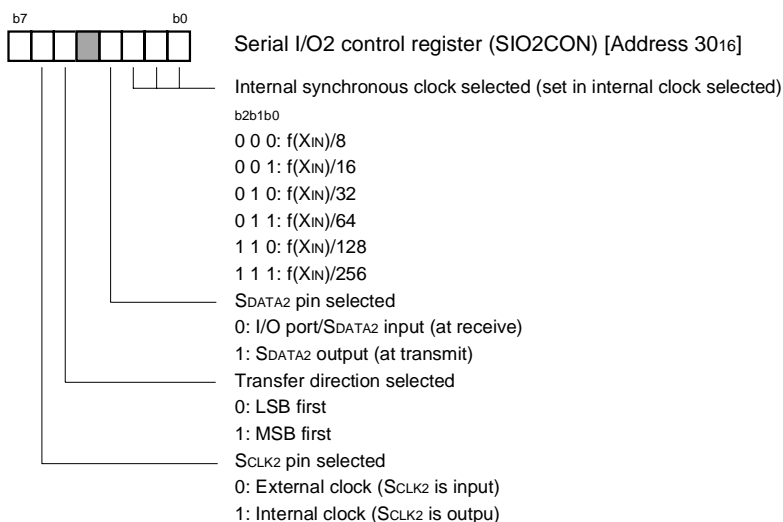 b7 b0
Serial I/O2 control register (SIO2CON) [Address 3016]
Internal synchronous clock selected (set in internal clock selected)
b2b1b0
0 0 0: f(XIN)/8
0 0 1: f(XIN)/16
0 1 0: f(XIN)/32
0 1 1: f(XIN)/64
1 1 0: f(XIN)/128
1 1 1: f(XIN)/256
SDATA2 pin selected
0: I/O port/SDATA2 input (at receive)
1: SDATA2 output (at transmit)
Transfer direction selected
0: LSB first
1: MSB first
SCLK2 pin selected
0: External clock (SCLK2 is input)
1: Internal clock (SCLK2 is outpu)